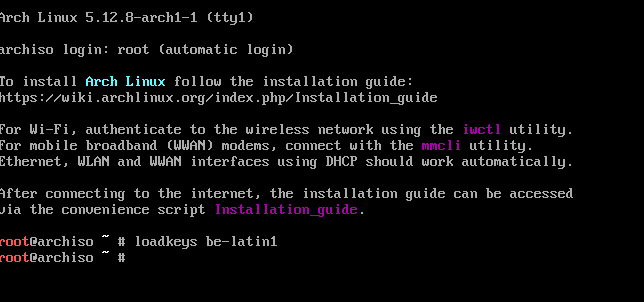 Arch Linux 5.12.8-arch1-1 (tty1)
archiso login: root (automatic login)
To install Arch Linux follow the installation guide:
https://wiki.archlinux.org/index.php/Installation_guide
For Wi-Fi, authenticate to the wireless network using the iwctl utility.
For mobile broadband (WWAN) modems, connect with the mmcli utility.
Ethernet, WLAN and WWAN interfaces using DHCP should work automatically.
After connecting to the internet, the installation guide can be accessed
via the convenience script Installation_guide.
root@archiso ~ # loadkeys be-latin1
root@archiso ~ #